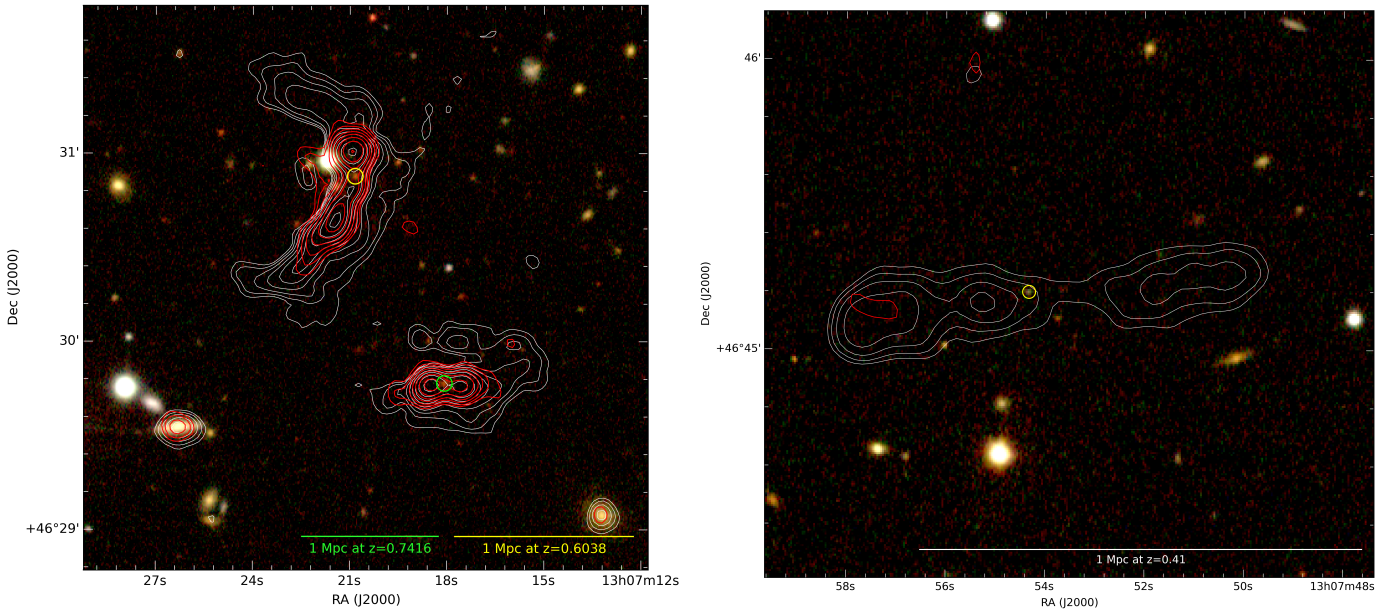 31'
30'
+46°29'
Dec (J2000)
1 Mpc at z=0.7416
1 Mpc at z=0.6038
27s
24s
21s
18s
15s
13h07m12s
RA (J2000)
46'
+46°45'
Dec (J2000)
1 Mpc at z=0.41
58s
56s
54s
52s
50s
13h07m48s
RA (J2000)